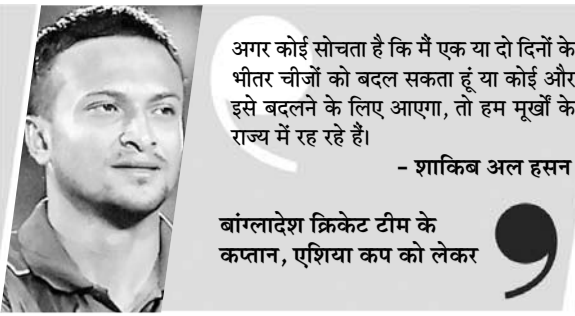 अगर कोई सोचता है कि मैं एक या दो दिनों के
भीतर चीजों को बदल सकता हूं या कोई और
इसे बदलने के लिए आएगा, तो हम मूर्खों के
राज्य में रह रहे हैं।
- शाकिब अल हसन
बांग्लादेश क्रिकेट टीम के
कप्तान, एशिया कप को लेकर